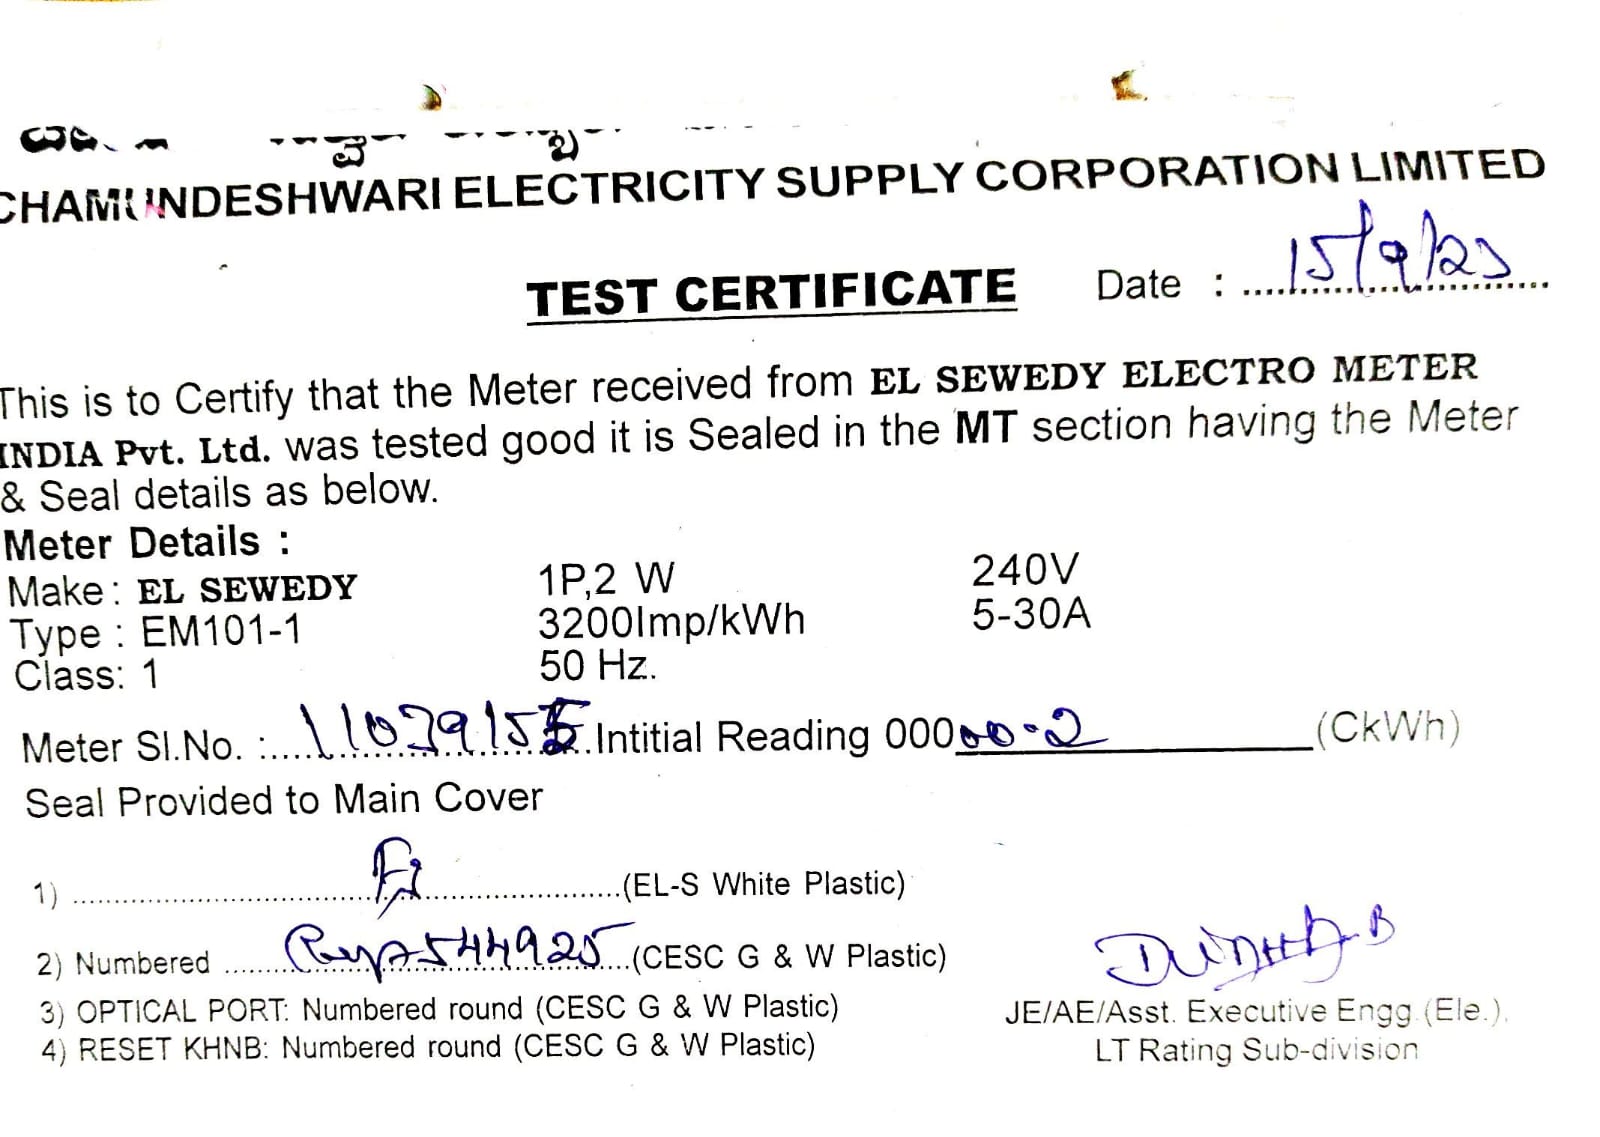 CHAMUNDESHWARI ELECTRICITY SUPPLY CORPORATION LIMITED
TEST CERTIFICATE Date : 15/9/23
This is to Certify that the Meter received from EL SEWEDY ELECTRO METER
INDIA Pvt. Ltd. was tested good it is Sealed in the MT section having the Meter
& Seal details as below.
Meter Details :
Make : EL SEWEDY 1P,2 W 240V
Type : EM101-1 3200Imp/kWh 5-30A
Class: 1 50 Hz.
Meter Sl.No. : Intitial Reading 00000-2 (CkWh)
Seal Provided to Main Cover
1) (EL-S White Plastic)
2) Numbered 544925 (CESC G & W Plastic)
3) OPTICAL PORT: Numbered round (CESC G & W Plastic)
4) RESET KHNB: Numbered round (CESC G & W Plastic)
JE/AE/Asst. Executive Engg.(Ele.).
LT Rating Sub-division